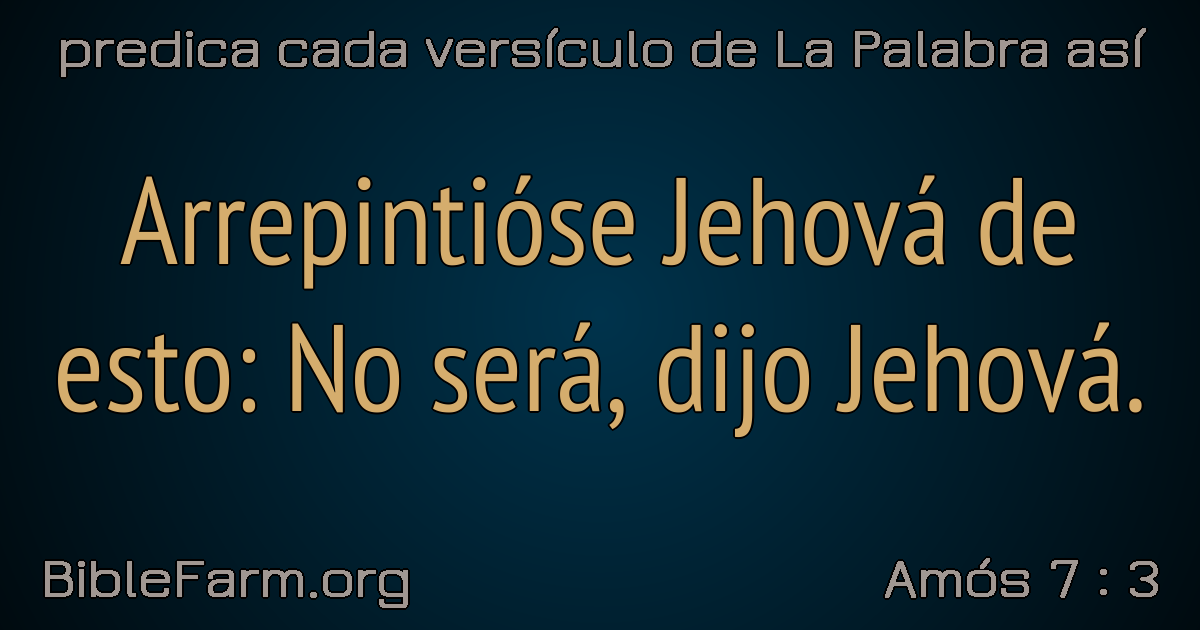 predica cada versículo de La Palabra así
Arrepintióse Jehová de
esto: No será, dijo Jehová.
BibleFarm.org
Amós 7 : 3